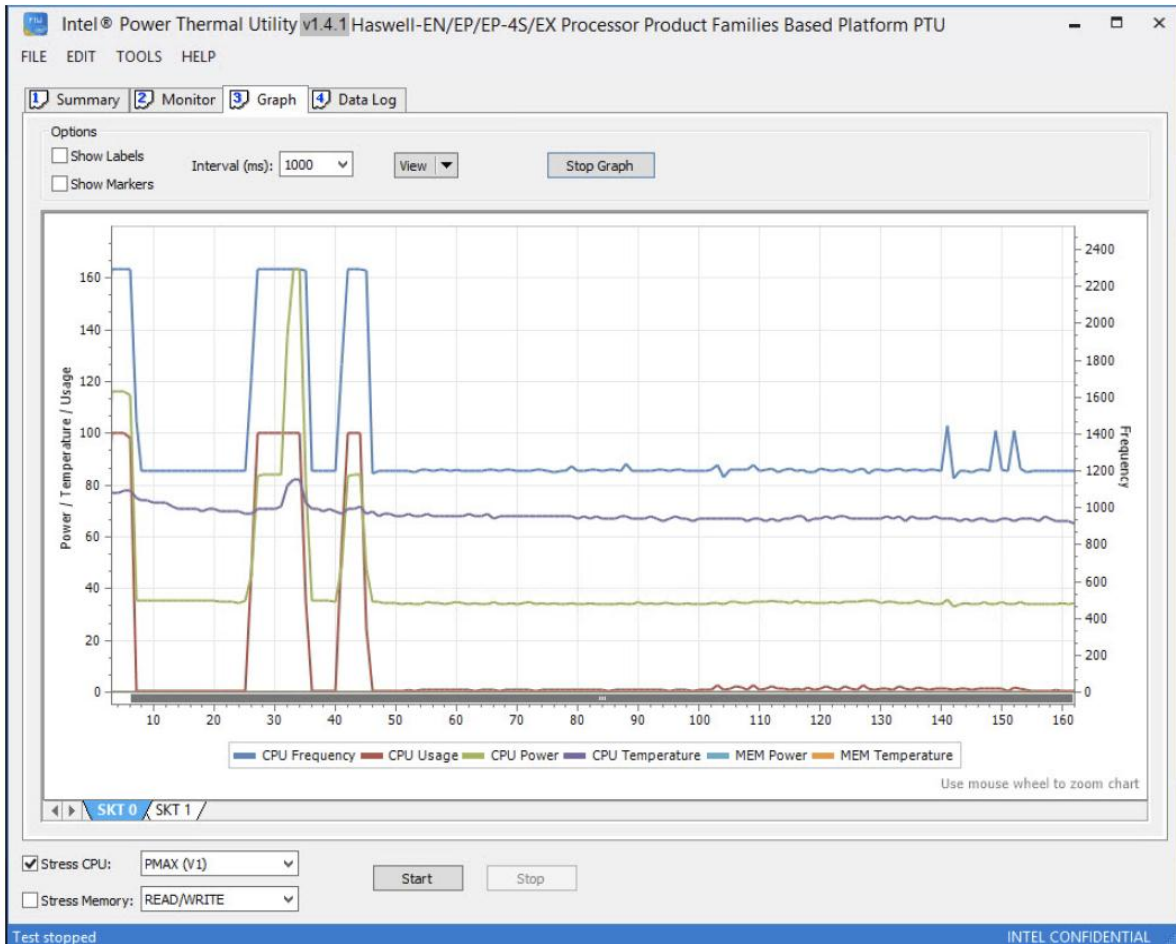 Intel® Power Thermal Utility v1.4.1 Haswell-EN/EP/EP-4S/EX Processor Product Families Based Platform PTU
FILE EDIT TOOLS HELP
1 Summary 2 Monitor 3 Graph 4 Data Log
Options
Show Labels
Interval (ms): 1000 View Stop Graph
Show Markers
Power / Temperature / Usage
160
140
120
100
80
60
40
20
0
2400
2200
2000
1800
1600
1400
1200
1000
800
600
400
200
0
Frequency
10 20 30 40 50 60 70 80 90 100 110 120 130 140 150 160
CPU Frequency CPU Usage CPU Power CPU Temperature MEM Power MEM Temperature
Use mouse wheel to zoom chart
SKT 0 SKT 1
Stress CPU: PMAX (V1) Start Stop
Stress Memory: READ/WRITE
Test stopped INTEL CONFIDENTIAL